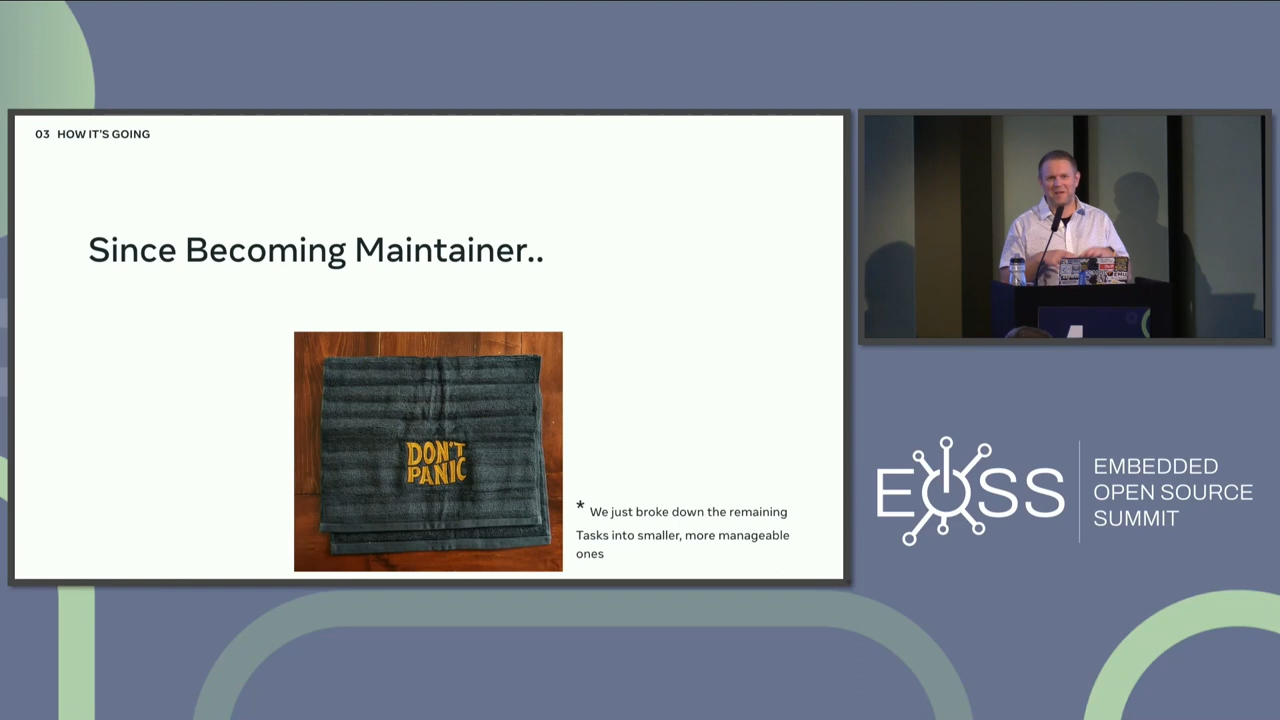 03 HOW IT'S GOING
Since Becoming Maintainer..
DON'T
PANIC
* We just broke down the remaining
Tasks into smaller, more manageable
ones
EOSS
EMBEDDED
OPEN SOURCE
SUMMIT